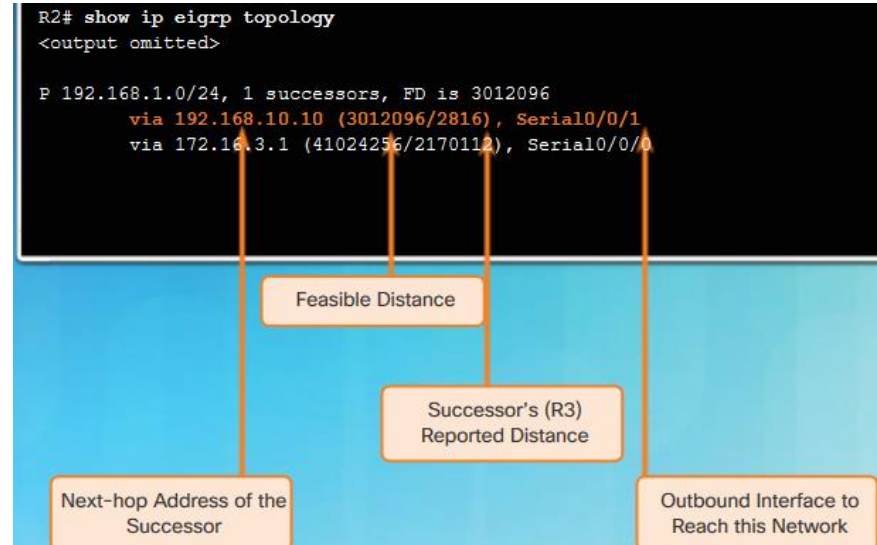 R2# show ip eigrp topology
<output omitted>
P 192.168.1.0/24, 1 successors, FD is 3012096
via 192.168.10.10 (3012096/2816), Serial0/0/1
via 172.16.3.1 (41024256/2170112), Serial0/0/0
Feasible Distance
Successor's (R3)
Reported Distance
Next-hop Address of the
Successor
Outbound Interface to
Reach this Network